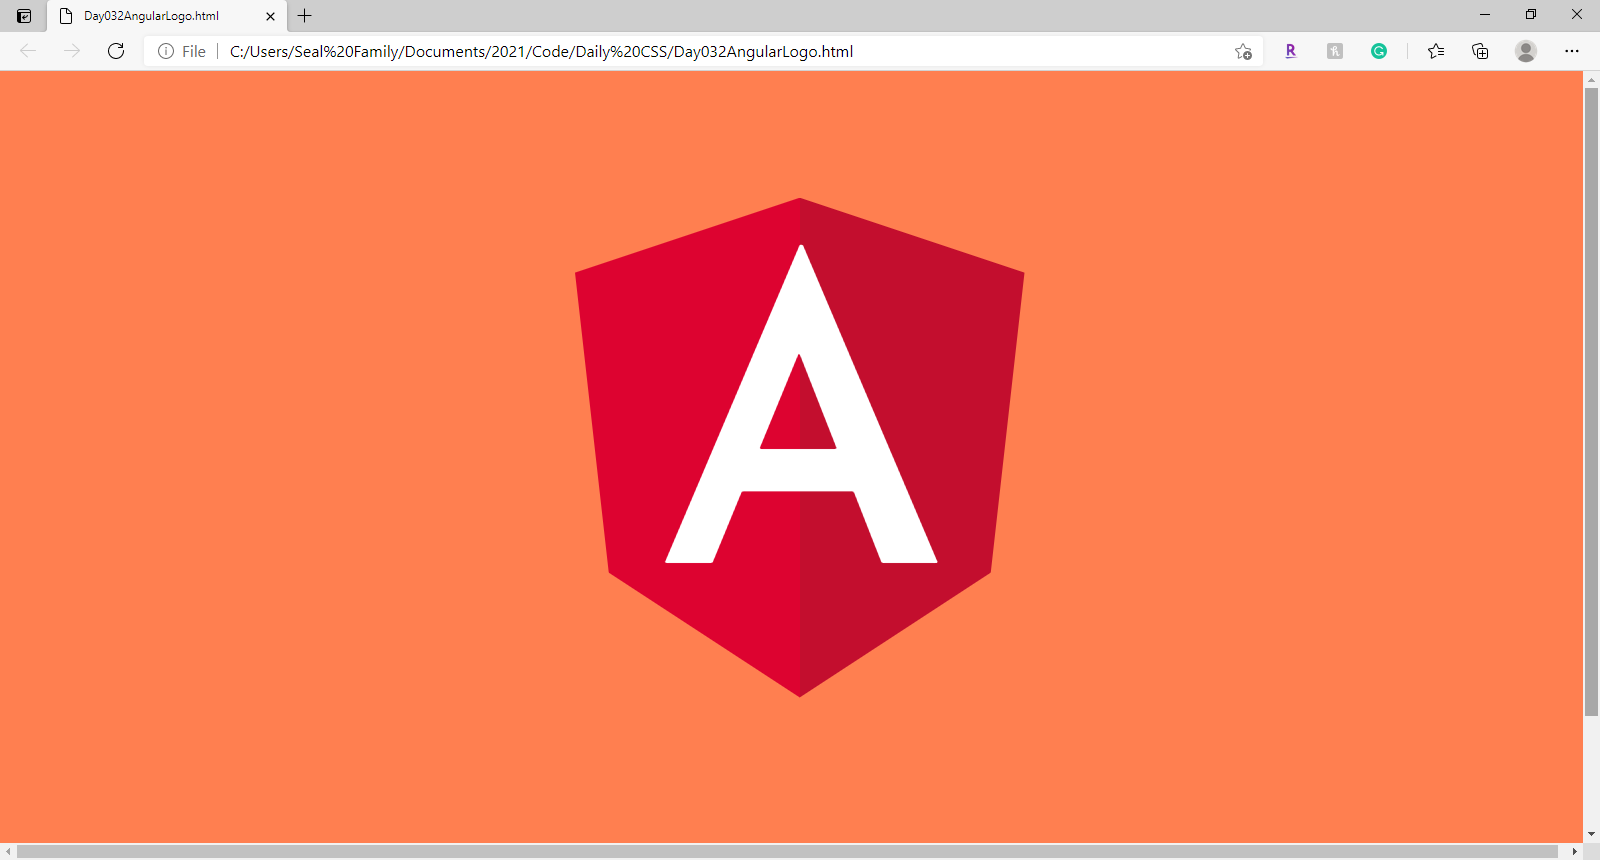 Day032AngularLogo.html
File C:/Users/Seal%20Family/Documents/2021/Code/Daily%20CSS/Day032AngularLogo.html
R
G
A